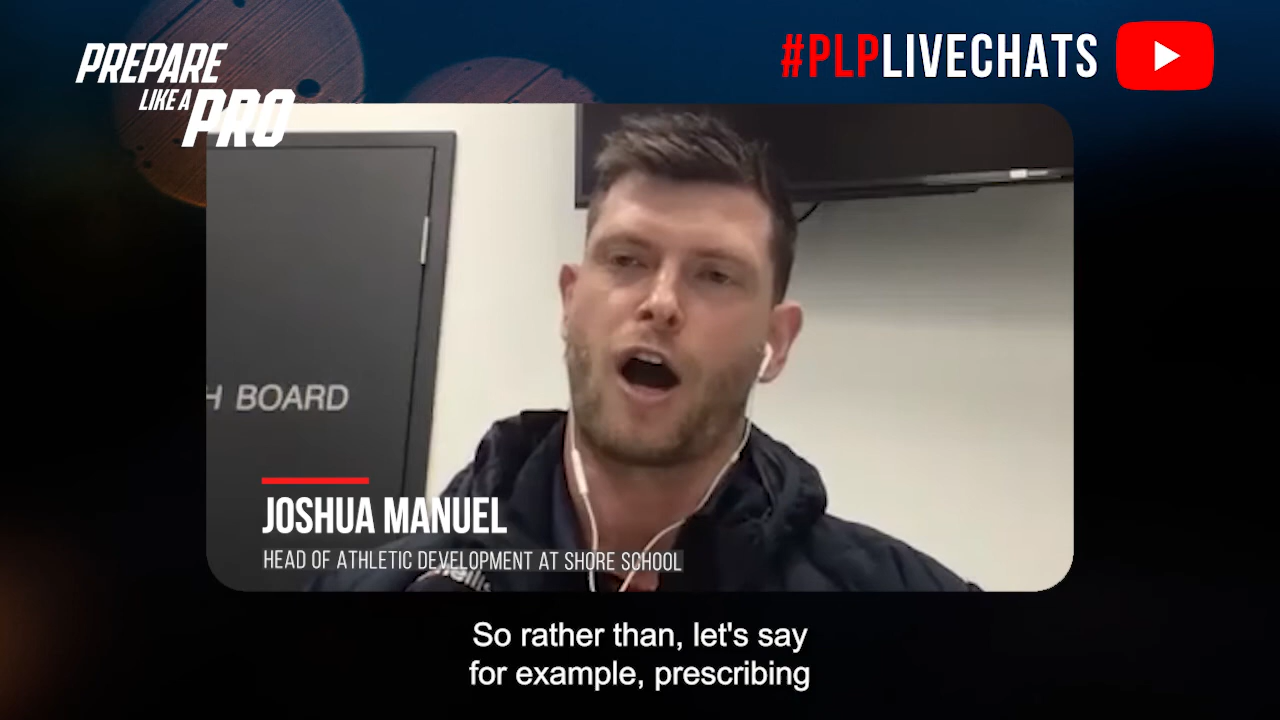 PREPARE
LIKE A
PRO
#PLPLIVECHATS
H BOARD
JOSHUA MANUEL
HEAD OF ATHLETIC DEVELOPMENT AT SHORE SCHOOL
So rather than, let's say
for example, prescribing